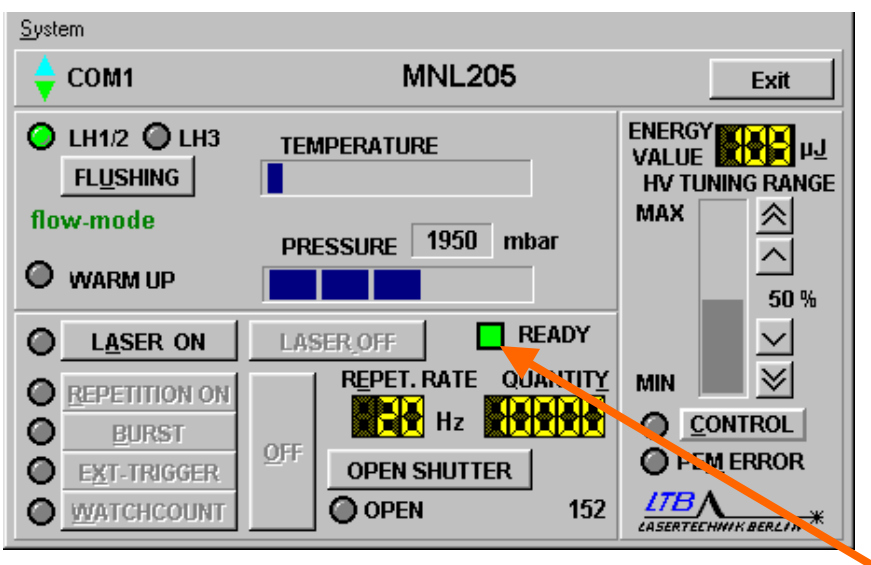 System
COM1
MNL205
Exit
LH1/2 LH3
FLUSHING
flow-mode
WARM UP
TEMPERATURE
PRESSURE 1950 mbar
ENERGY
VALUE µJ
HV TUNING RANGE
MAX
50 %
MIN
CONTROL
PEM ERROR
LASER ON
LASER OFF
READY
REPETITION ON
BURST
EXT-TRIGGER
WATCHCOUNT
OFF
REPET. RATE QUANTITY
20 Hz
OPEN SHUTTER
OPEN 152
LTB
LASERTECHNIK BERLIN